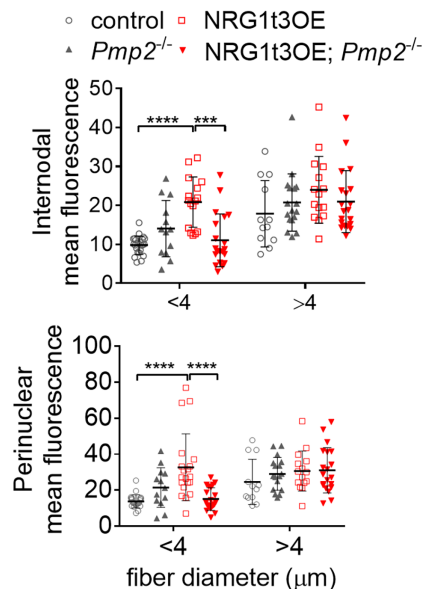 ○ control □ NRG1t3OE
▲ Pmp2-/- ▼ NRG1t3OE; Pmp2-/-
Internodal
mean fluorescence
50
40
30
20
10
0
**** ***
<4 >4
Perinuclear
mean fluorescence
100
80
60
40
20
0
**** ****
<4 >4
fiber diameter (μm)